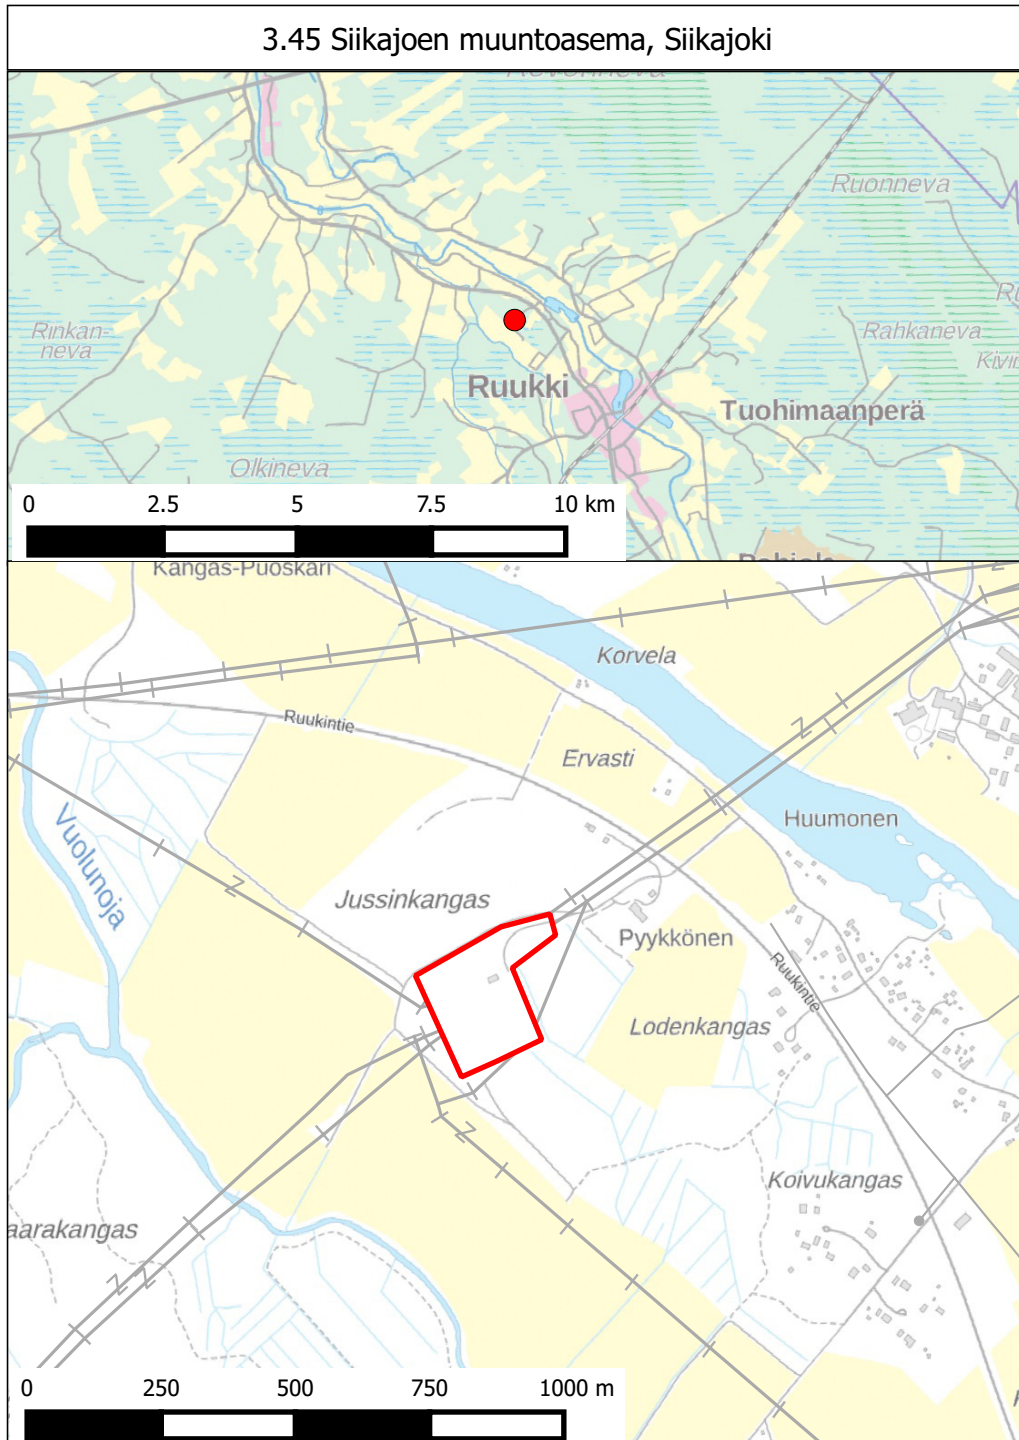 3.45 Siikajoen muuntoasema, Siikajoki
Ruonneva
Rinkan-
neva
Rahkaneva
Ruukki
Tuohimaanperä
Olkineva
0 2.5 5 7.5 10 km
Kangas-Puoskari
Korvela
Ruukintie
Ervasti
Huumonen
Vuolunoja
Jussinkangas
Pyykkönen
Ruukintie
Lodenkangas
Koivukangas
aarakangas
0 250 500 750 1000 m